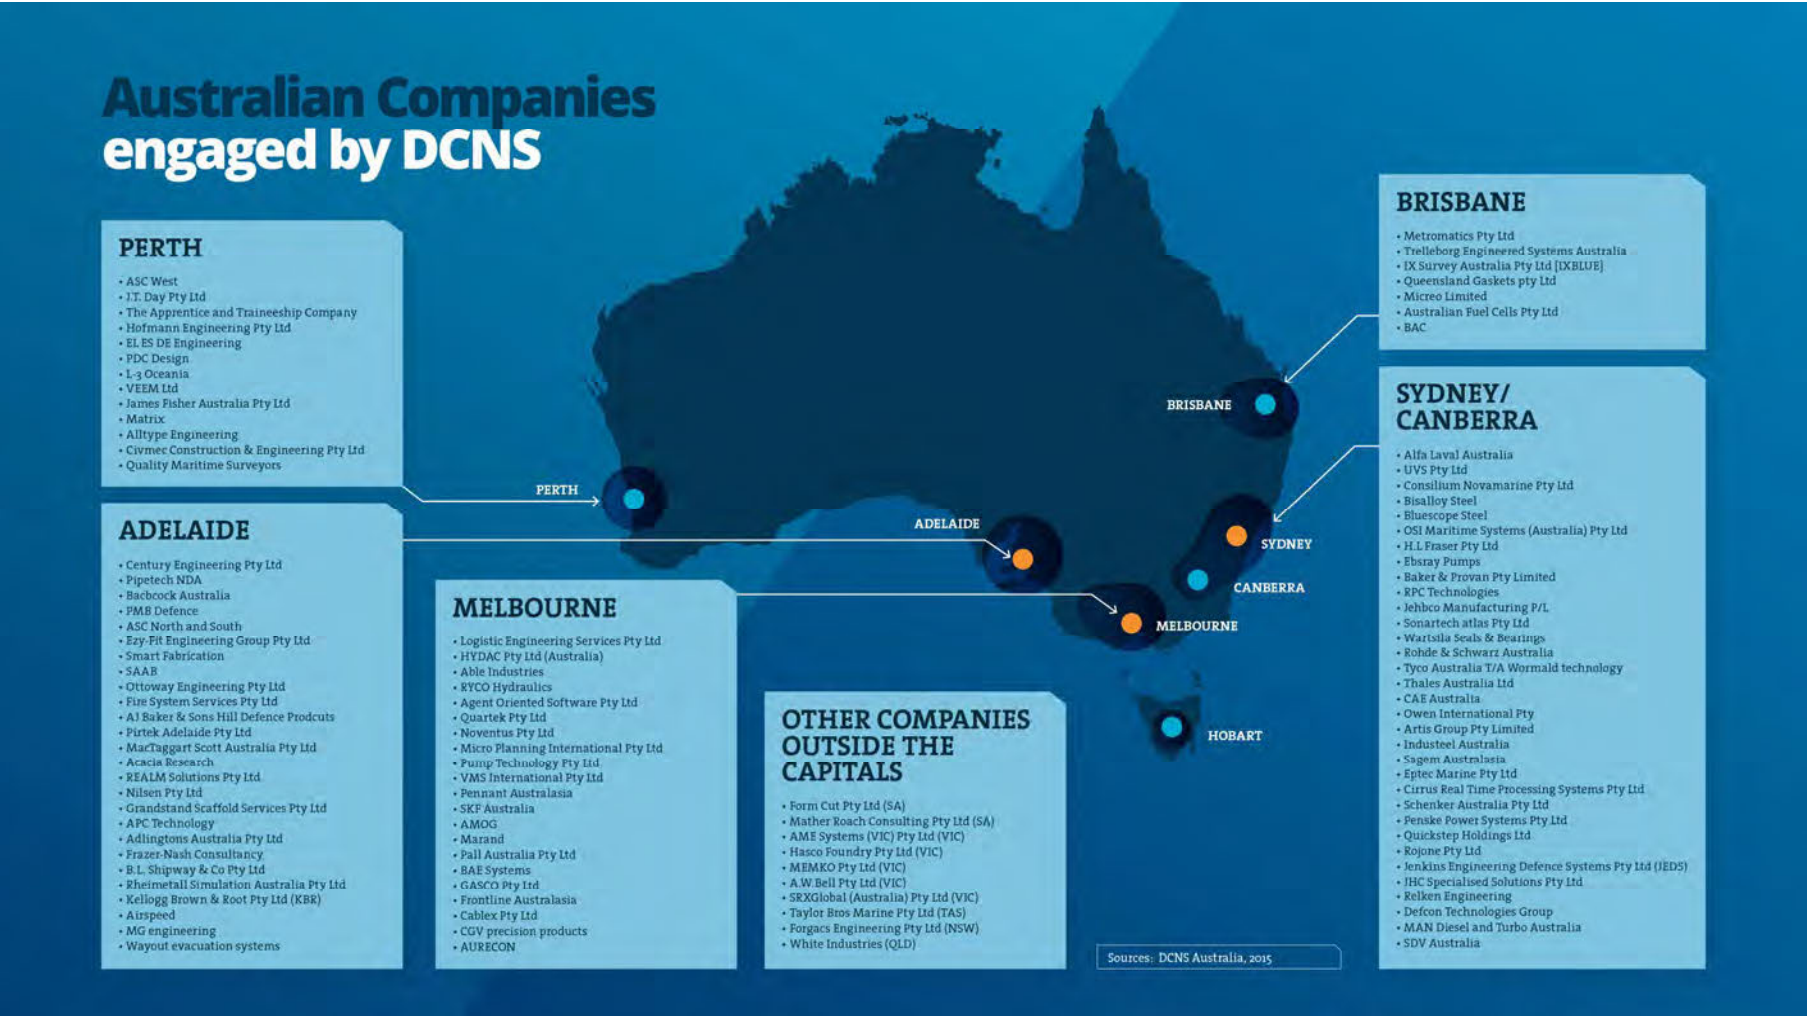 Australian Companies
engaged by DCNS
PERTH
• ASC West
• J.T. Day Pty Ltd
• The Apprentice and Traineeship Company
• Hofmann Engineering Pty Ltd
• EL ES DE Engineering
• PDC Design
• L-3 Oceania
• VEEM Ltd
• James Fisher Australia Pty Ltd
• Matrix
• Alltype Engineering
• Civmec Construction & Engineering Pty Ltd
• Quality Maritime Surveyors
ADELAIDE
• Century Engineering Pty Ltd
• Pipetech NDA
• Bacbcock Australia
• PMB Defence
• ASC North and South
• Ezy-Fit Engineering Group Pty Ltd
• Smart Fabrication
• SAAB
• Ottoway Engineering Pty Ltd
• Fire System Services Pty Ltd
• AJ Baker & Sons Hill Defence Prodcuts
• Pirtek Adelaide Pty Ltd
• MacTaggart Scott Australia Pty Ltd
• Acacia Research
• REALM Solutions Pty Ltd
• Nilsen Pty Ltd
• Grandstand Scaffold Services Pty Ltd
• APC Technology
• Adlingtons Australia Pty Ltd
• Frazer-Nash Consultancy
• B.L. Shipway & Co Pty Ltd
• Rheimetall Simulation Australia Pty Ltd
• Kellogg Brown & Root Pty Ltd (KBR)
• Airspeed
• MG engineering
• Wayout evacuation systems
MELBOURNE
• Logistic Engineering Services Pty Ltd
• HYDAC Pty Ltd (Australia)
• Able Industries
• RYCO Hydraulics
• Agent Oriented Software Pty Ltd
• Quartek Pty Ltd
• Noventus Pty Ltd
• Micro Planning International Pty Ltd
• Pump Technology Pty Ltd
• VMS International Pty Ltd
• Pennant Australasia
• SKF Australia
• AMOG
• Marand
• Pall Australia Pty Ltd
• BAE Systems
• GASCO Pty Ltd
• Frontline Australasia
• Cablex Pty Ltd
• CGV precision products
• AURECON
OTHER COMPANIES
OUTSIDE THE
CAPITALS
• Form Cut Pty Ltd (SA)
• Mather Roach Consulting Pty Ltd (SA)
• AME Systems (VIC) Pty Ltd (VIC)
• Hasco Foundry Pty Ltd (VIC)
• MEMKO Pty Ltd (VIC)
• A.W.Bell Pty Ltd (VIC)
• SRXGlobal (Australia) Pty Ltd (VIC)
• Taylor Bros Marine Pty Ltd (TAS)
• Forgacs Engineering Pty Ltd (NSW)
• White Industries (QLD)
PERTH
ADELAIDE
BRISBANE
SYDNEY
CANBERRA
MELBOURNE
HOBART
BRISBANE
• Metromatics Pty Ltd
• Trelleborg Engineered Systems Australia
• IX Survey Australia Pty Ltd [IXBLUE]
• Queensland Gaskets pty Ltd
• Micreo Limited
• Australian Fuel Cells Pty Ltd
• BAC
SYDNEY/
CANBERRA
• Alfa Laval Australia
• UVS Pty Ltd
• Consilium Novamarine Pty Ltd
• Bisalloy Steel
• Bluescope Steel
• OSI Maritime Systems (Australia) Pty Ltd
• H.L Fraser Pty Ltd
• Ebsray Pumps
• Baker & Provan Pty Limited
• RPC Technologies
• Jehbco Manufacturing P/L
• Sonartech atlas Pty Ltd
• Wartsila Seals & Bearings
• Rohde & Schwarz Australia
• Tyco Australia T/A Wormald technology
• Thales Australia Ltd
• CAE Australia
• Owen International Pty
• Artis Group Pty Limited
• Industeel Australia
• Sagem Australasia
• Eptec Marine Pty Ltd
• Cirrus Real Time Processing Systems Pty Ltd
• Schenker Australia Pty Ltd
• Penske Power Systems Pty Ltd
• Quickstep Holdings Ltd
• Rojone Pty Ltd
• Jenkins Engineering Defence Systems Pty Ltd (JEDS)
• JHC Specialised Solutions Pty Ltd
• Relken Engineering
• Defcon Technologies Group
• MAN Diesel and Turbo Australia
• SDV Australia
Sources: DCNS Australia, 2015